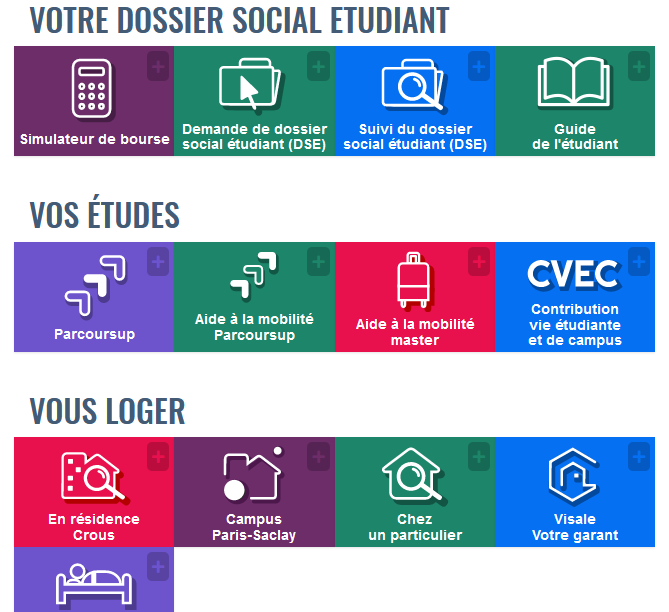 VOTRE DOSSIER SOCIAL ETUDIANT
Simulateur de bourse
Demande de dossier
social étudiant (DSE)
Suivi du dossier
social étudiant (DSE)
Guide
de l'étudiant
VOS ÉTUDES
Parcoursup
Aide à la mobilité
Parcoursup
Aide à la mobilité
master
CVEC
Contribution
vie étudiante
et de campus
VOUS LOGER
En résidence
Crous
Campus
Paris-Saclay
Chez
un particulier
Visale
Votre garant